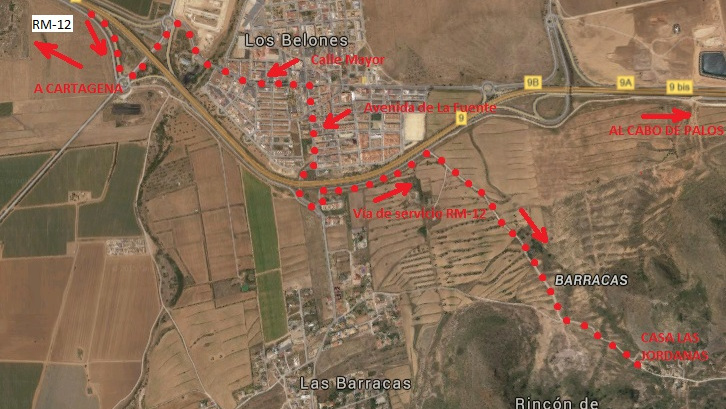 RM-12
Los Belones
Calle Mayor
A CARTAGENA
9B
9A
9 bis
Avenida de La Fuente
9
AL CABO DE PALOS
Via de servicio RM-12
BARRACAS
CASA LAS
JORDANAS
Las Barracas
Rincón de